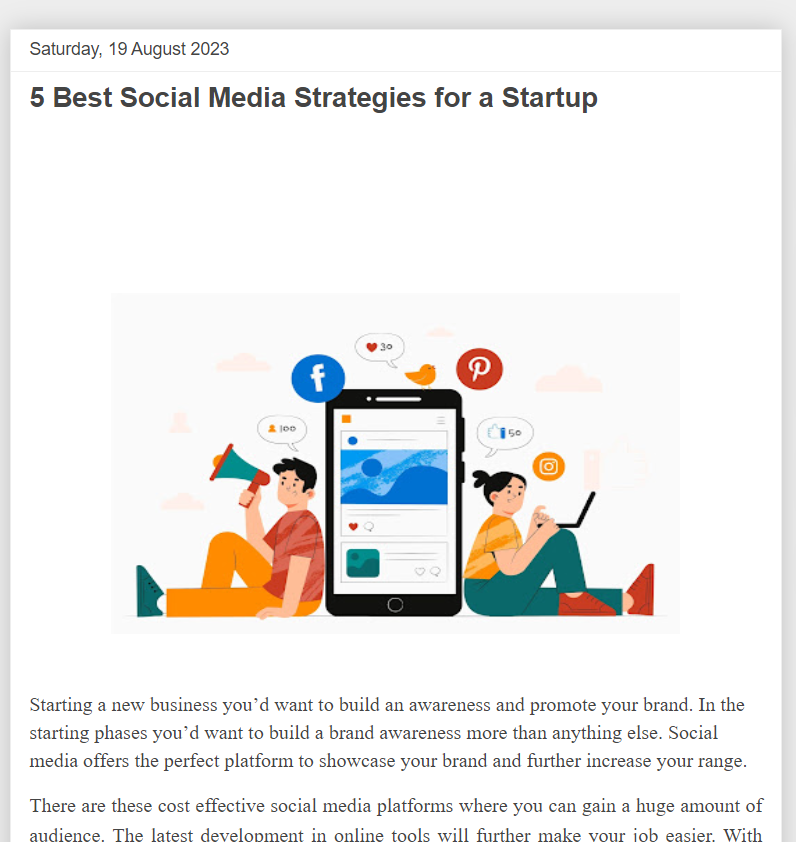 Saturday, 19 August 2023
5 Best Social Media Strategies for a Startup
30
100
50
Starting a new business you’d want to build an awareness and promote your brand. In the
starting phases you’d want to build a brand awareness more than anything else. Social
media offers the perfect platform to showcase your brand and further increase your range.
There are these cost effective social media platforms where you can gain a huge amount of
audience. The latest development in online tools will further make your job easier. With